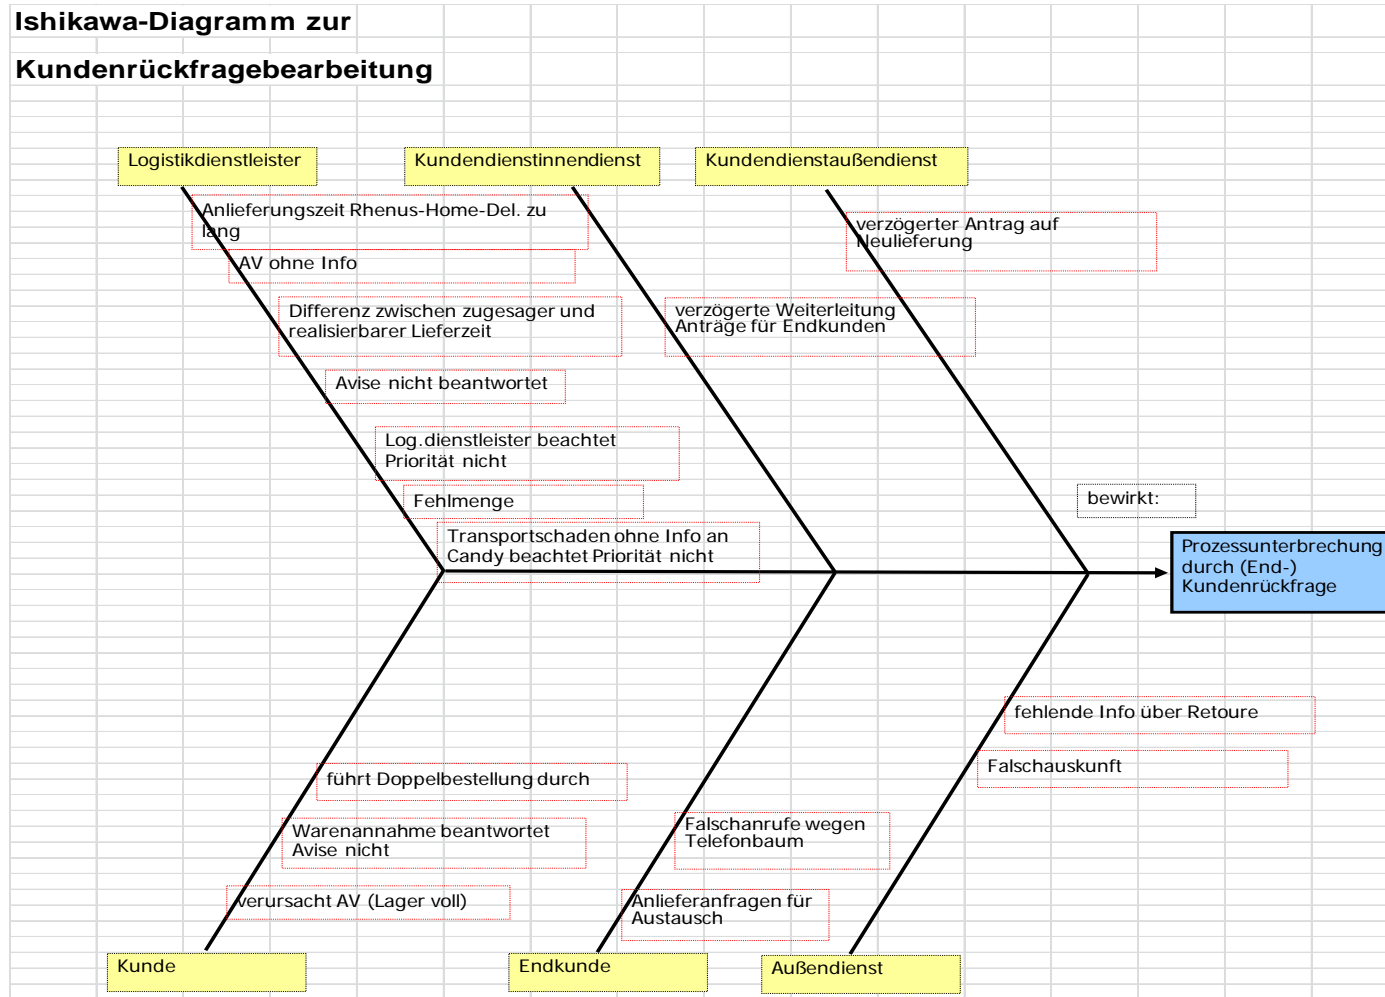 Ishikawa-Diagramm zur
Kundenrückfragebearbeitung
Logistikdienstleister
Kundendienstinnendienst
Kundendienstaußendienst
Anlieferungszeit Rhenus-Home-Del. zu
lang
AV ohne Info
Differenz zwischen zugesager und
realisierbarer Lieferzeit
Avise nicht beantwortet
Log.dienstleister beachtet
Priorität nicht
Fehlmenge
Transportschaden ohne Info an
Candy beachtet Priorität nicht
verzögerte Weiterleitung
Anträge für Endkunden
verzögerter Antrag auf
Neulieferung
bewirkt:
Prozessunterbrechung
durch (End-)
Kundenrückfrage
führt Doppelbestellung durch
Warenannahme beantwortet
Avise nicht
verursacht AV (Lager voll)
Falschanrufe wegen
Telefonbaum
Anlieferanfragen für
Austausch
fehlende Info über Retoure
Falschauskunft
Kunde
Endkunde
Außendienst